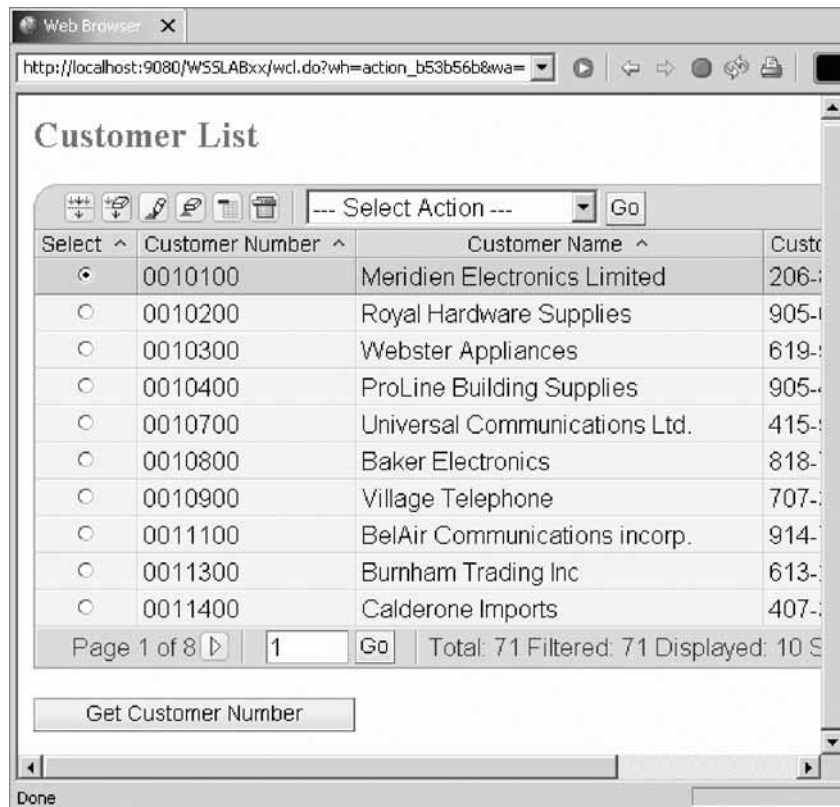 Web Browser
http://localhost:9080/WSSLABxx/wcl.do?wh=action_b53b56b&wa=
Customer List
--- Select Action --- Go
Select ^ Customer Number ^ Customer Name ^
0010100 Meridien Electronics Limited 206-
0010200 Royal Hardware Supplies 905-
0010300 Webster Appliances 619-
0010400 ProLine Building Supplies 905-
0010700 Universal Communications Ltd. 415-
0010800 Baker Electronics 818-
0010900 Village Telephone 707-
0011100 BelAir Communications incorp. 914-
0011300 Burnham Trading Inc 613-
0011400 Calderone Imports 407-
Page 1 of 8 1 Go Total: 71 Filtered: 71 Displayed: 10
Get Customer Number
Done